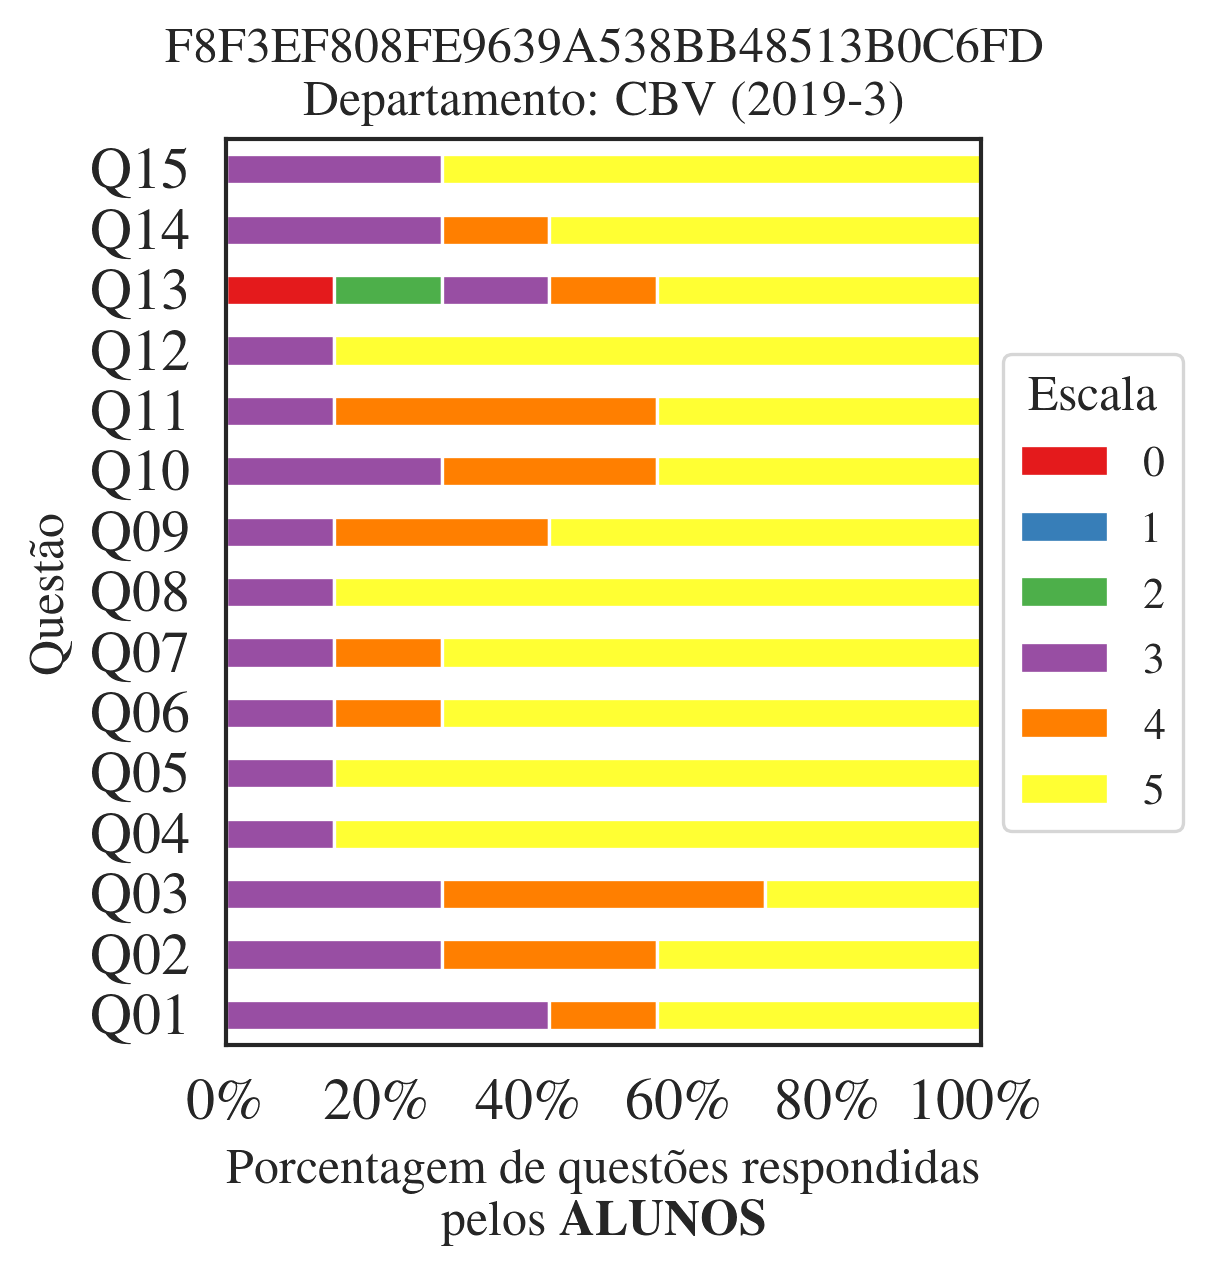 F8F3EF808FE9639A538BB48513B0C6FD
Departamento: CBV (2019-3)
Questão
Q15
Q14
Q13
Q12
Q11
Q10
Q09
Q08
Q07
Q06
Q05
Q04
Q03
Q02
Q01
0% 20% 40% 60% 80% 100%
Porcentagem de questões respondidas
pelos ALUNOS
Escala
0
1
2
3
4
5